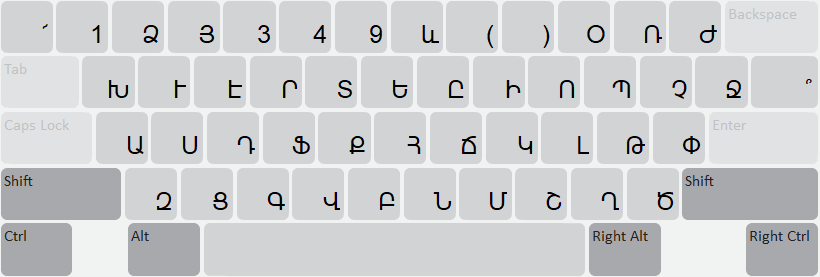 ՛ 1 Ձ Յ 3 4 9 և ( ) Օ Ռ Ժ Backspace
Tab Խ Ւ Է Ր Տ Ե Ը Ի Ո Պ Չ Ջ ՞
Caps Lock Ա Ս Դ Ֆ Ք Հ Ճ Կ Լ Թ Փ Enter
Shift Զ Ց Գ Վ Բ Ն Մ Շ Ղ Ծ Shift
Ctrl Alt Right Alt Right Ctrl